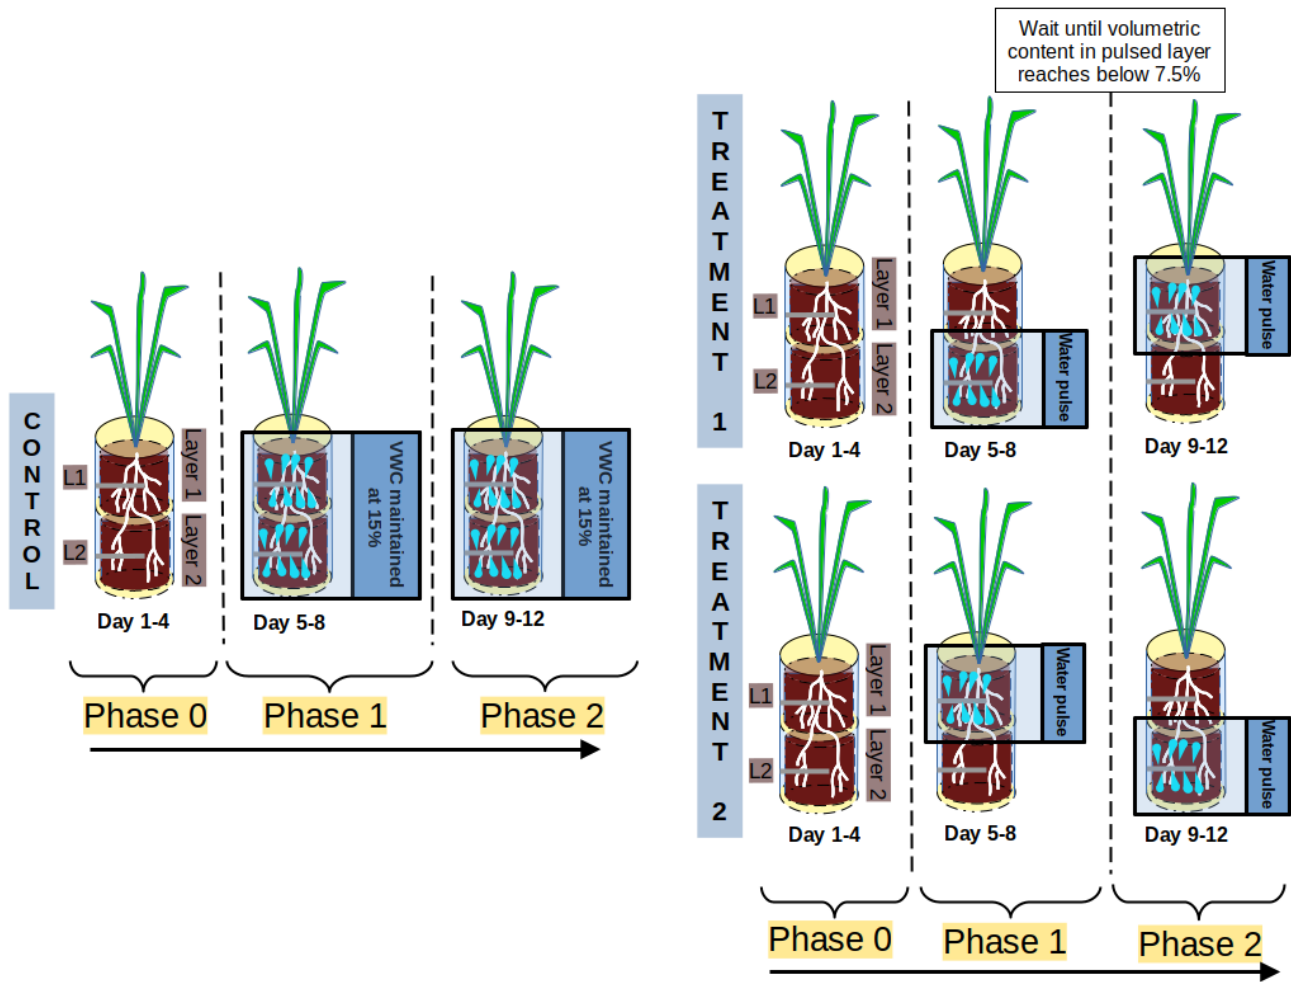 CONTROL
L1
L2
Layer 1
Layer 2
VWC maintained
at 15%
VWC maintained
at 15%
Day 1-4
Day 5-8
Day 9-12
Phase 0
Phase 1
Phase 2
Wait until volumetric
content in pulsed layer
reaches below 7.5%
TREATMENT 1
L1
L2
Layer 1
Layer 2
Water pulse
Water pulse
Day 1-4
Day 5-8
Day 9-12
TREATMENT 2
L1
L2
Layer 1
Layer 2
Water pulse
Water pulse
Day 1-4
Day 5-8
Day 9-12
Phase 0
Phase 1
Phase 2